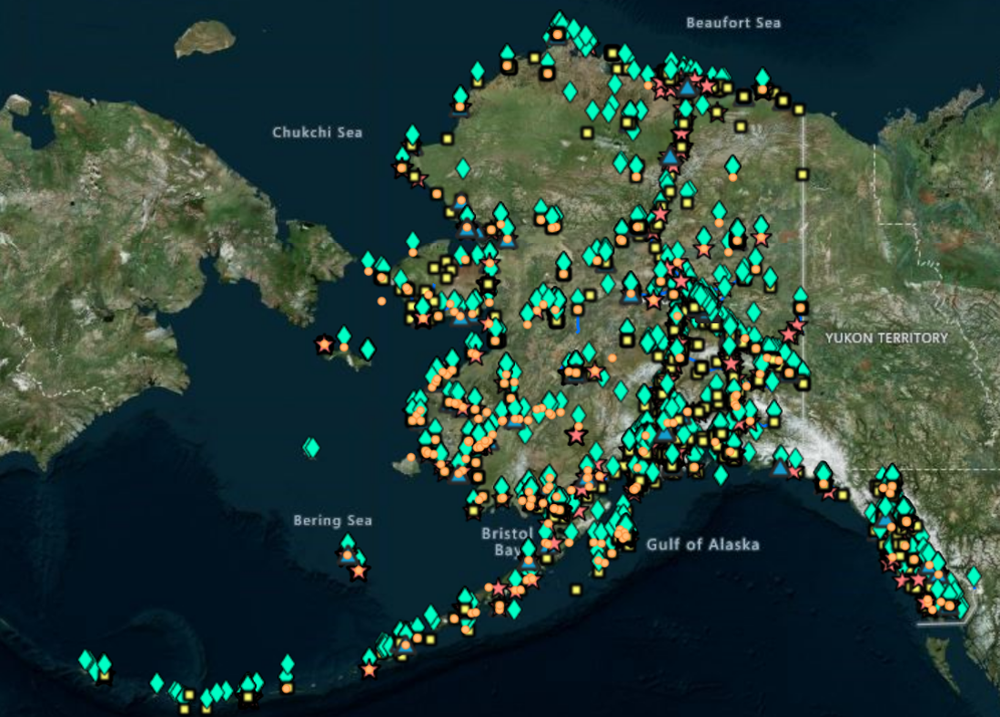 Beaufort Sea
Chukchi Sea
YUKON TERRITORY
Bering Sea
Bristol
Bay
Gulf of Alaska